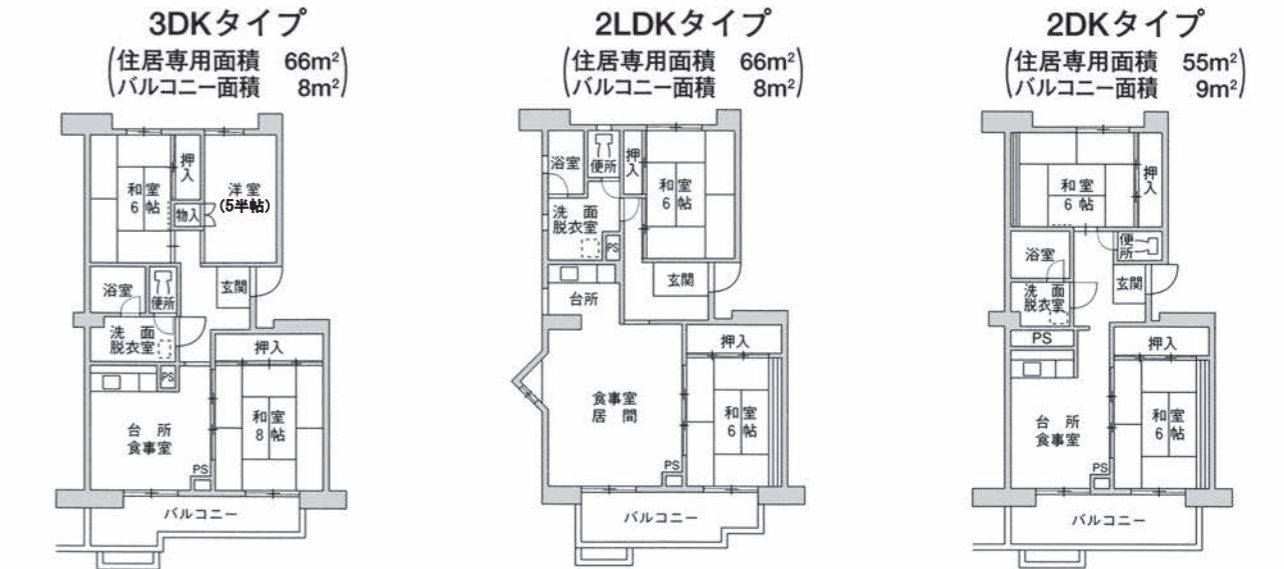 3DKタイプ
(住居専用面積 66m²
バルコニー面積 8m²)
押入
和室
6帖
洋室
(5半帖)
物入
浴室
便所
玄関
洗面
脱衣室
押入
PS
和室
8帖
台所
食事室
PS
バルコニー
2LDKタイプ
(住居専用面積 66m²
バルコニー面積 8m²)
浴室
便所
押入
和室
6帖
洗面
脱衣室
PS
玄関
台所
押入
食事室
居間
和室
6帖
PS
バルコニー
2DKタイプ
(住居専用面積 55m²
バルコニー面積 9m²)
押入
和室
6帖
便所
浴室
玄関
洗面
脱衣室
PS
押入
和室
6帖
台所
食事室
PS
バルコニー